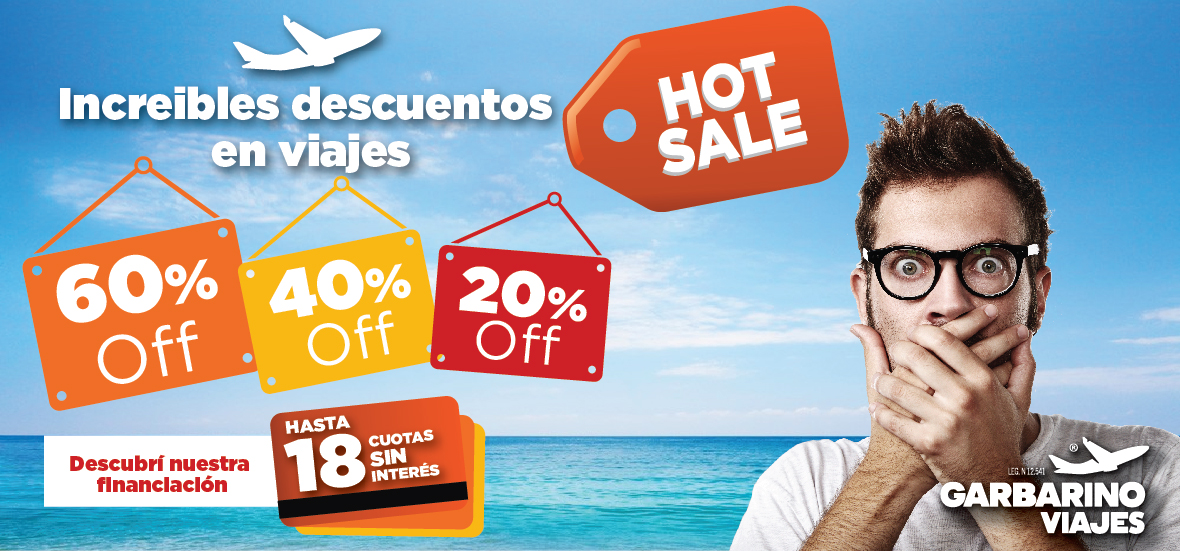 Increibles descuentos
en viajes
HOT
SALE
60%
Off
40%
Off
20%
Off
Descubrí nuestra
financiación
HASTA
18 CUOTAS
SIN
INTERÉS
®
LEG. N 12.541
GARBARINO
VIAJES